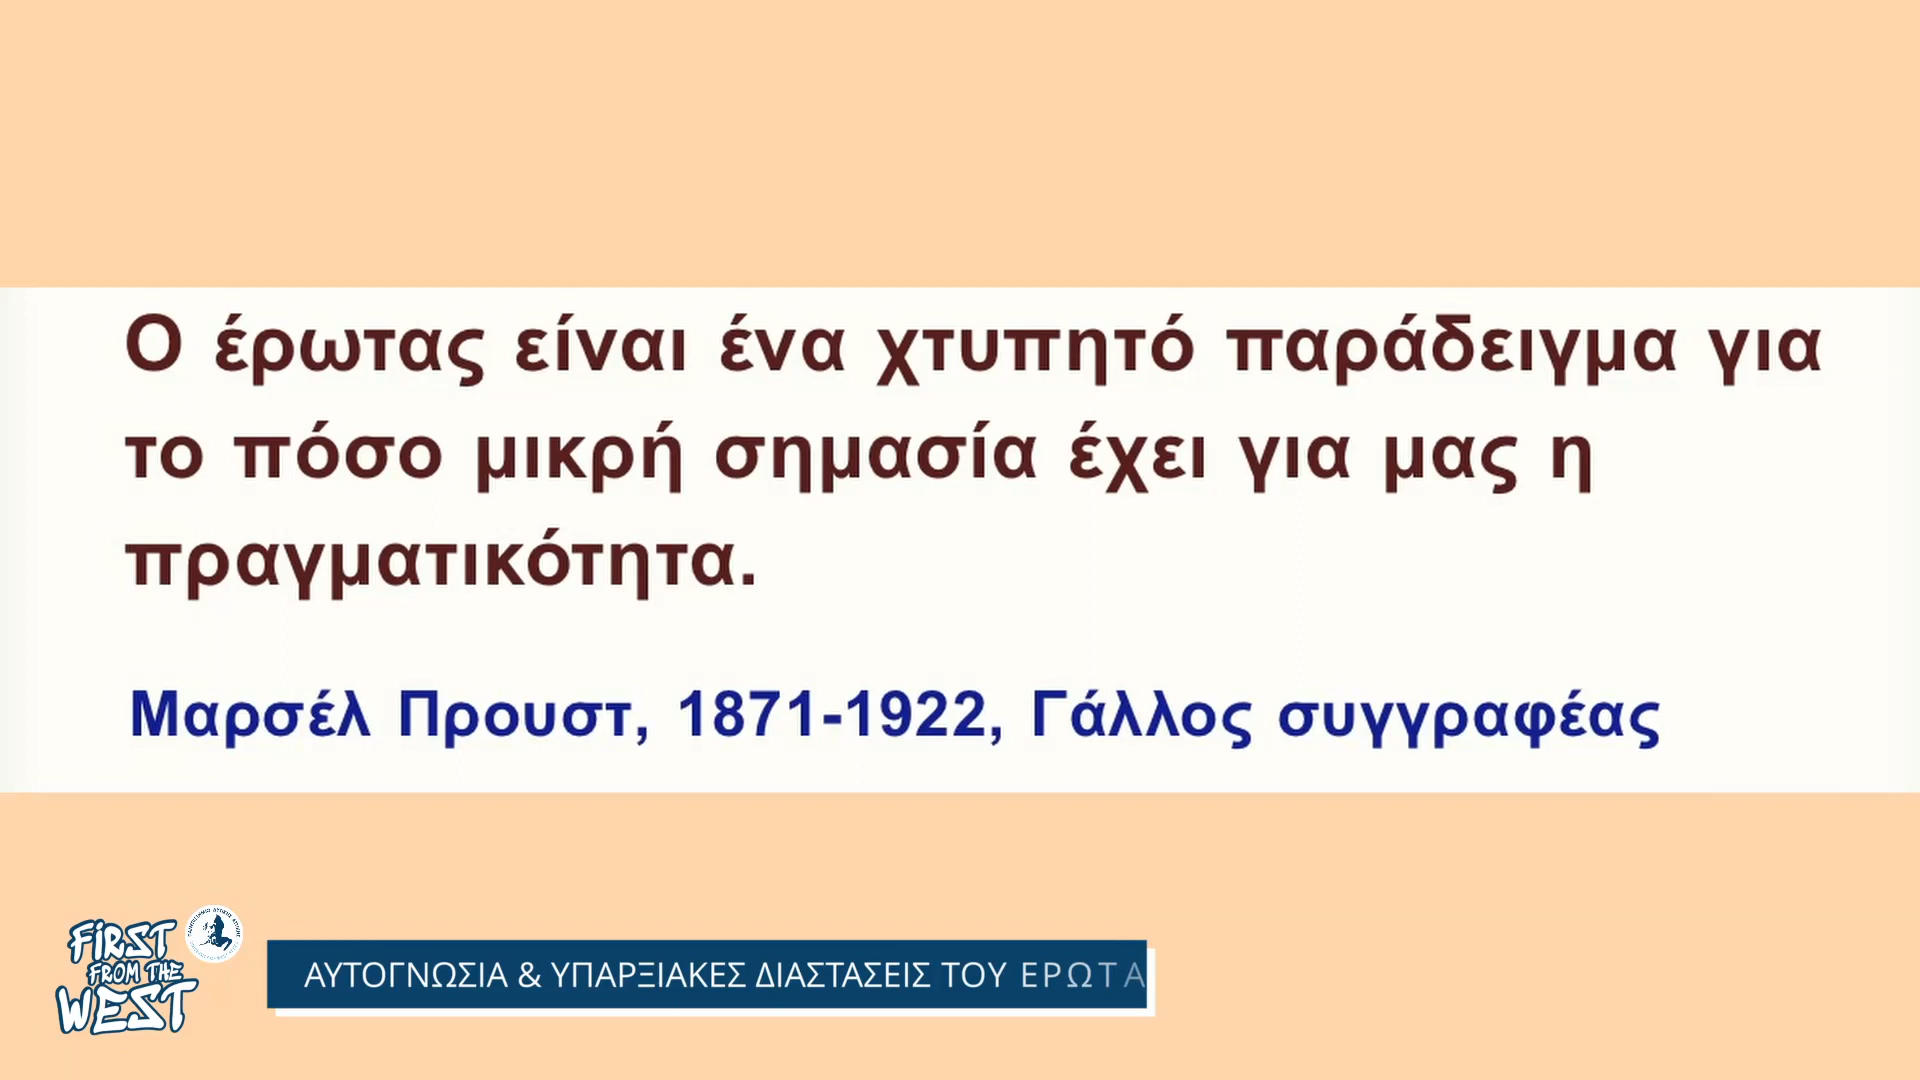 Ο έρωτας είναι ένα χτυπητό παράδειγμα για
το πόσο μικρή σημασία έχει για μας η
πραγματικότητα.
Μαρσέλ Προυστ, 1871-1922, Γάλλος συγγραφέας
FIRST
FROM THE
WEST
ΑΥΤΟΓΝΩΣΙΑ & ΥΠΑΡΞΙΑΚΕΣ ΔΙΑΣΤΑΣΕΙΣ ΤΟΥ ΕΡΩΤΑ